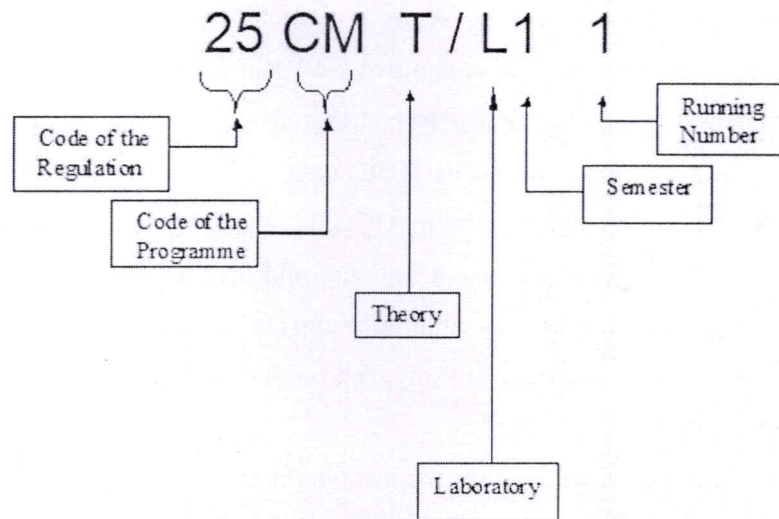 25 CM T / L1 1
Running
Number
Code of the
Regulation
Semester
Code of the
Programme
Theory
Laboratory